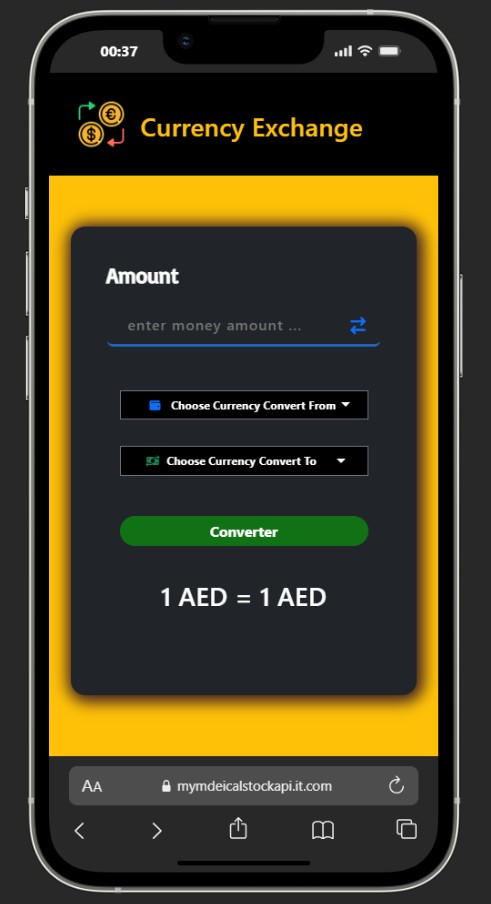 00:37
€
$
Currency Exchange
Amount
enter money amount ...
Choose Currency Convert From
Choose Currency Convert To
Converter
1 AED = 1 AED
AA
mymdeicalstockapi.it.com